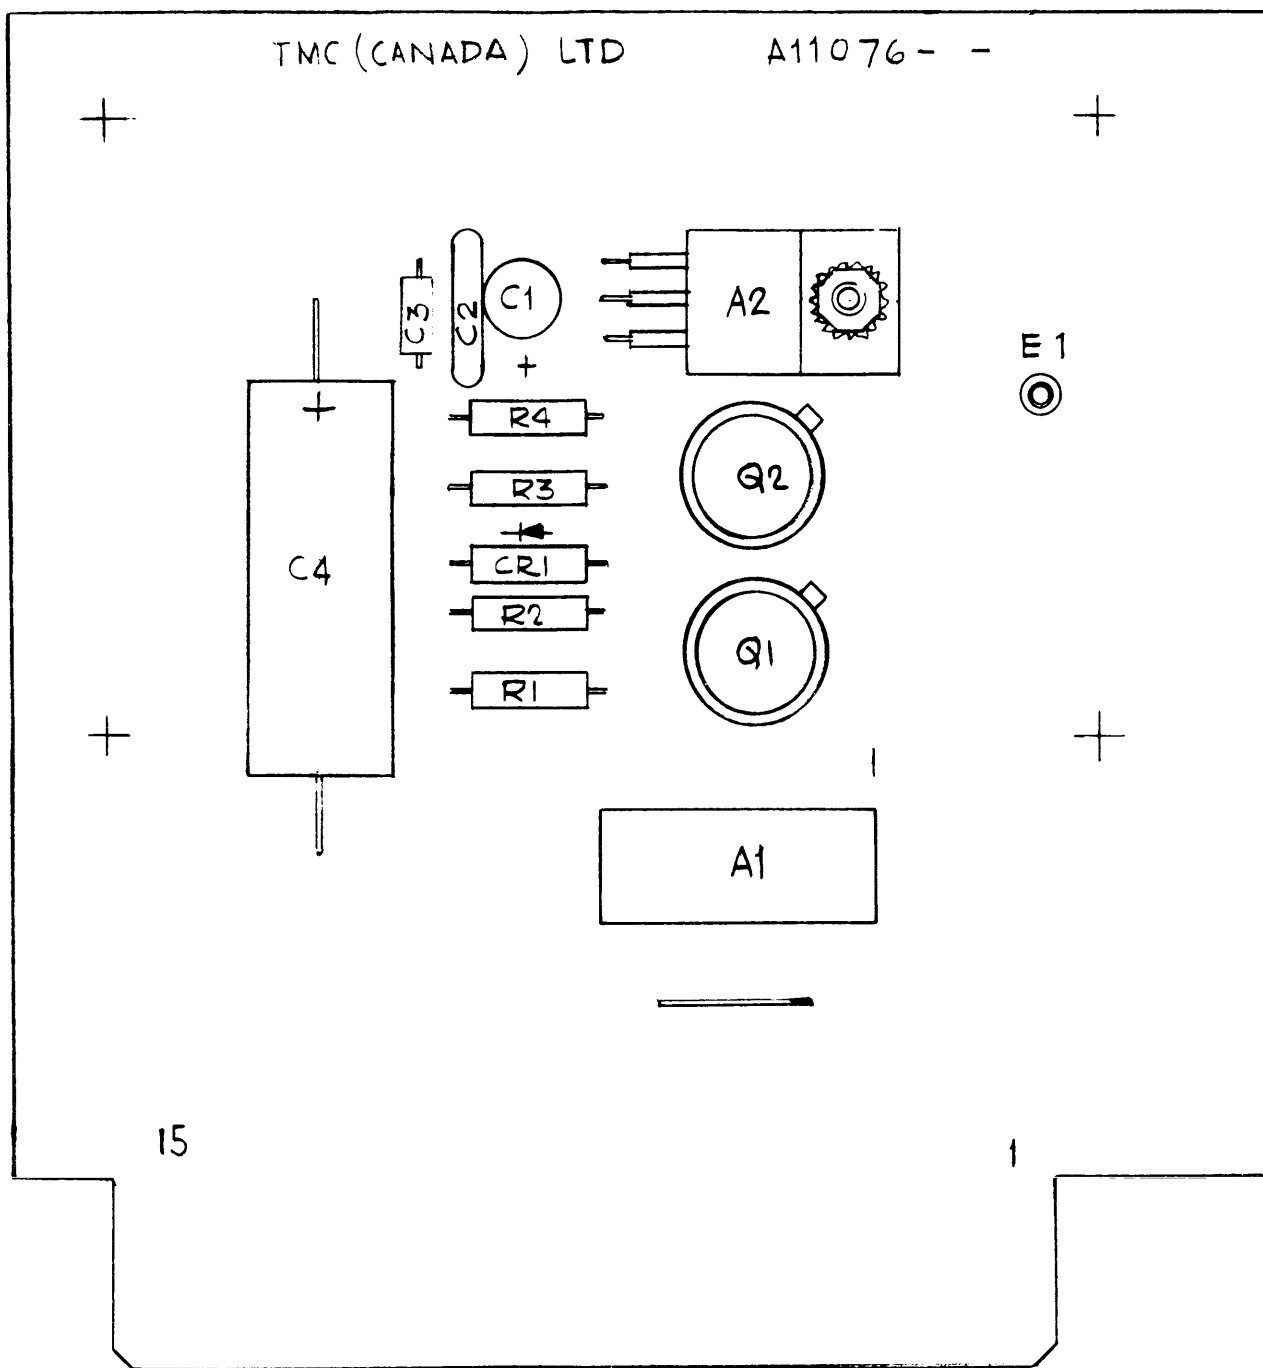 TMC (CANADA) LTD A11076- -
C3
C2
C1
+
A2
E1
+
R4
R3
CR1
R2
R1
C4
Q2
Q1
1
A1
15
1